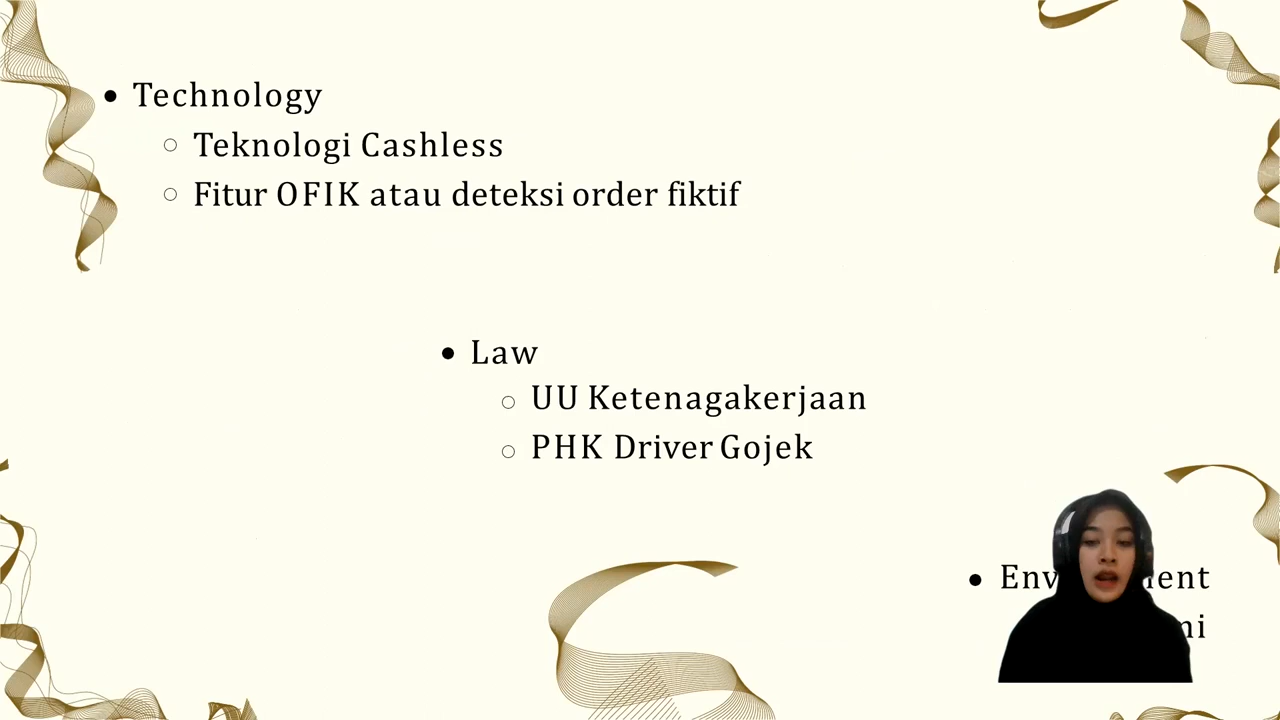 Technology
Teknologi Cashless
Fitur OFIK atau deteksi order fiktif
Law
UU Ketenagakerjaan
PHK Driver Gojek